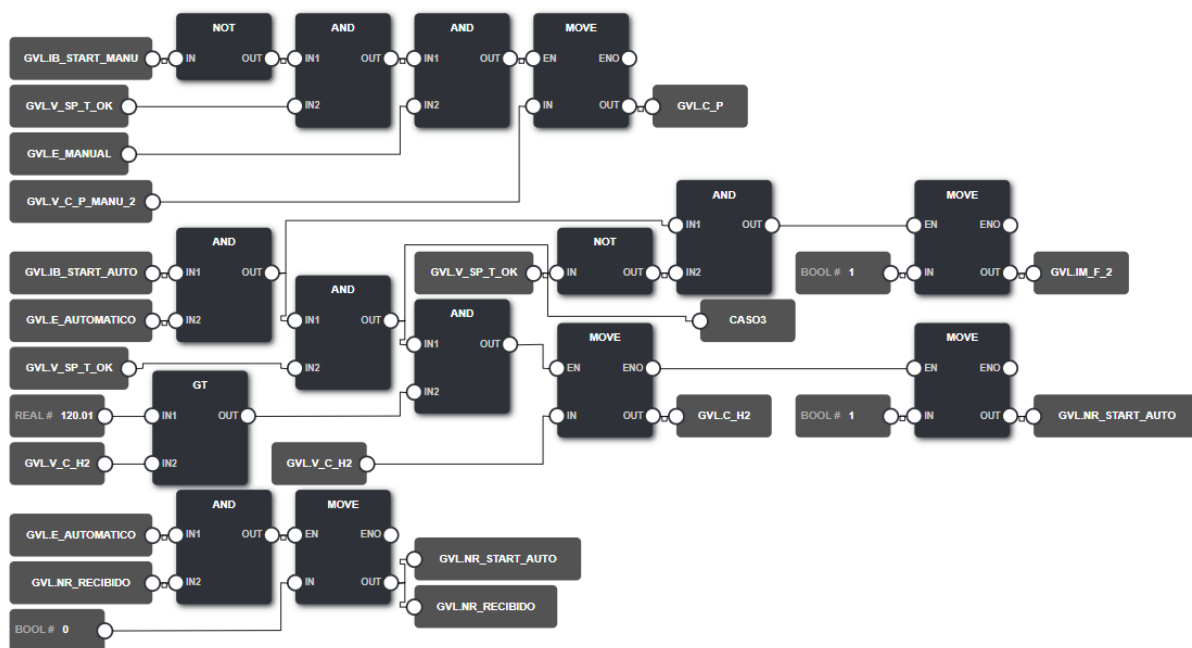 NOT
AND
AND
MOVE
GVL.IB_START_MANU
IN OUT
IN1 OUT
IN1 OUT
EN ENO
GVL.V_SP_T_OK
IN2
IN2
IN OUT
GVL.C_P
GVL.E_MANUAL
GVL.V_C_P_MANU_2
AND
MOVE
IN1 OUT
EN ENO
AND
NOT
GVL.IB_START_AUTO
IN1 OUT
GVL.V_SP_T_OK
IN OUT
IN2
BOOL # 1
IN OUT
GVL.IM_F_2
AND
AND
GVL.E_AUTOMATICO
IN2
IN1 OUT
CASO3
MOVE
MOVE
IN1 OUT
GVL.V_SP_T_OK
IN2
EN ENO
EN ENO
GT
IN2
REAL # 120.01
IN1 OUT
IN OUT
GVL.C_H2
BOOL # 1
IN OUT
GVL.NR_START_AUTO
GVL.V_C_H2
IN2
GVL.V_C_H2
AND
MOVE
GVL.E_AUTOMATICO
IN1 OUT
EN ENO
GVL.NR_START_AUTO
GVL.NR_RECIBIDO
IN2
IN OUT
GVL.NR_RECIBIDO
BOOL # 0